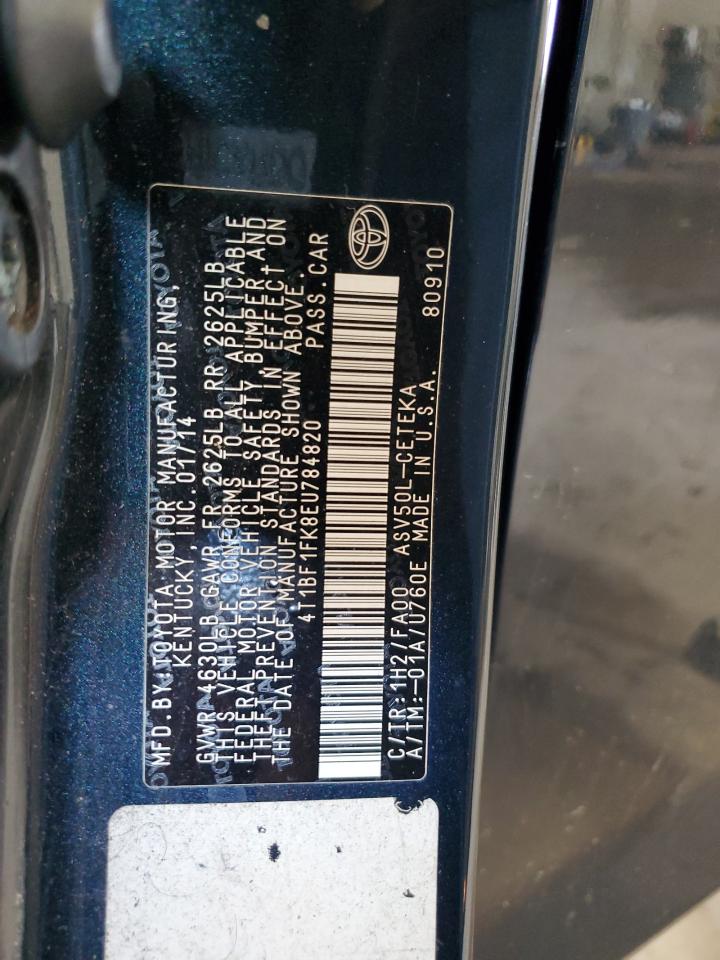 MFD.BY:TOYOTA MOTOR MANUFACTURING,
KENTUCKY, INC. 01/14
GVWR 4630LB GAWR FR 2625LB RR 2625LB
THIS VEHICLE CONFORMS TO ALL APPLICABLE
FEDERAL MOTOR VEHICLE SAFETY, BUMPER, AND
THEFT PREVENTION STANDARDS IN EFFECT ON
THE DATE OF MANUFACTURE SHOWN ABOVE.
4T1BF1FK8EU784820 PASS.CAR
C/TR:1H2/FA00 ASV50L-CETEKA
A/TM:-01A/U760E MADE IN U.S.A. 80910